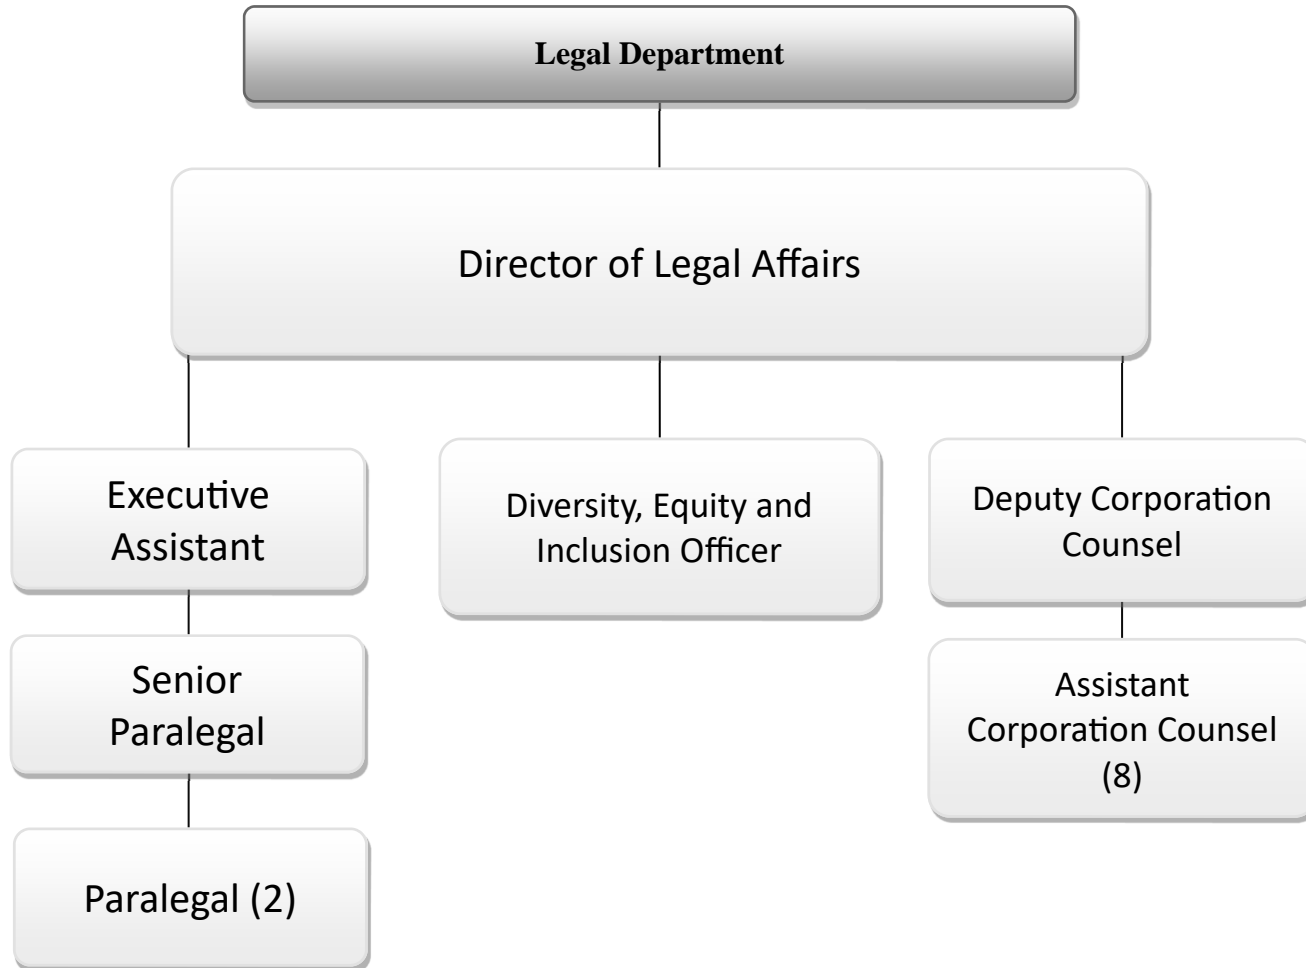 Legal Department
Director of Legal Affairs
Executive
Assistant
Diversity, Equity and
Inclusion Officer
Deputy Corporation
Counsel
Senior
Paralegal
Assistant
Corporation Counsel
(8)
Paralegal (2)